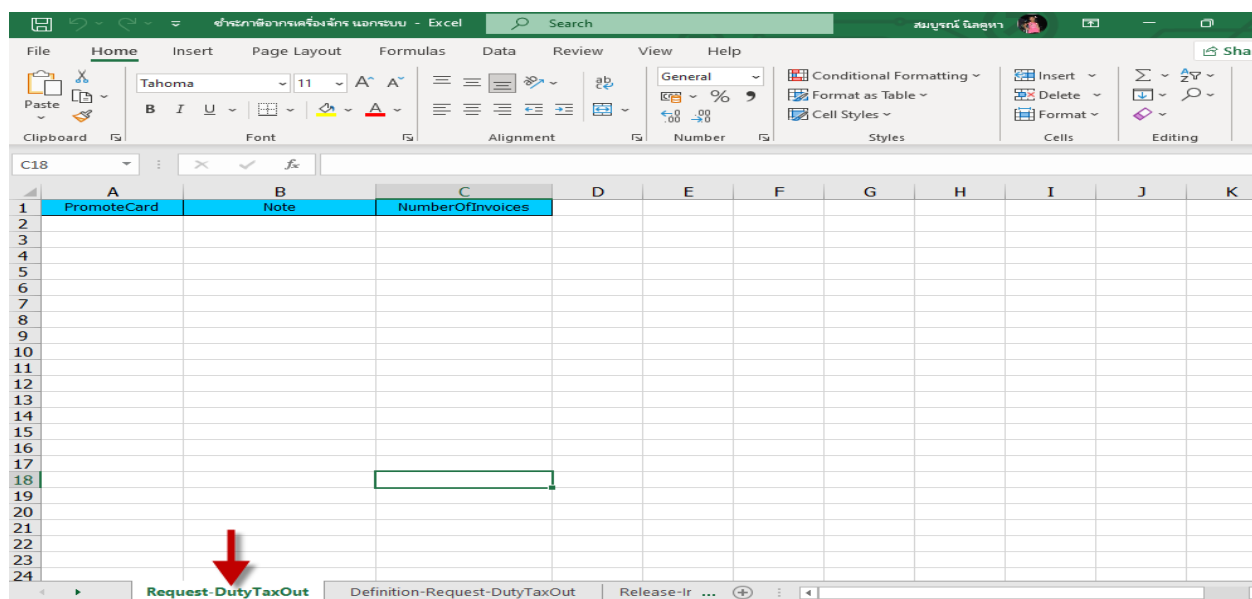 ชำระภาษีอากรเครื่องจักร นอกระบบ - Excel Search สมบูรณ์ นิลคูหา
File Home Insert Page Layout Formulas Data Review View Help Sha
Paste Tahoma 11 A^ A˅ ab General Conditional Formatting Insert
B I U A % 9 Format as Table Delete
Cell Styles Format
Clipboard Font Alignment Number Styles Cells Editing
C18 fx
A B C D E F G H I J K
1 PromoteCard Note NumberOfInvoices
2
3
4
5
6
7
8
9
10
11
12
13
14
15
16
17
18
19
20
21
22
23
24
Request-DutyTaxOut Definition-Request-DutyTaxOut Release-Ir ...